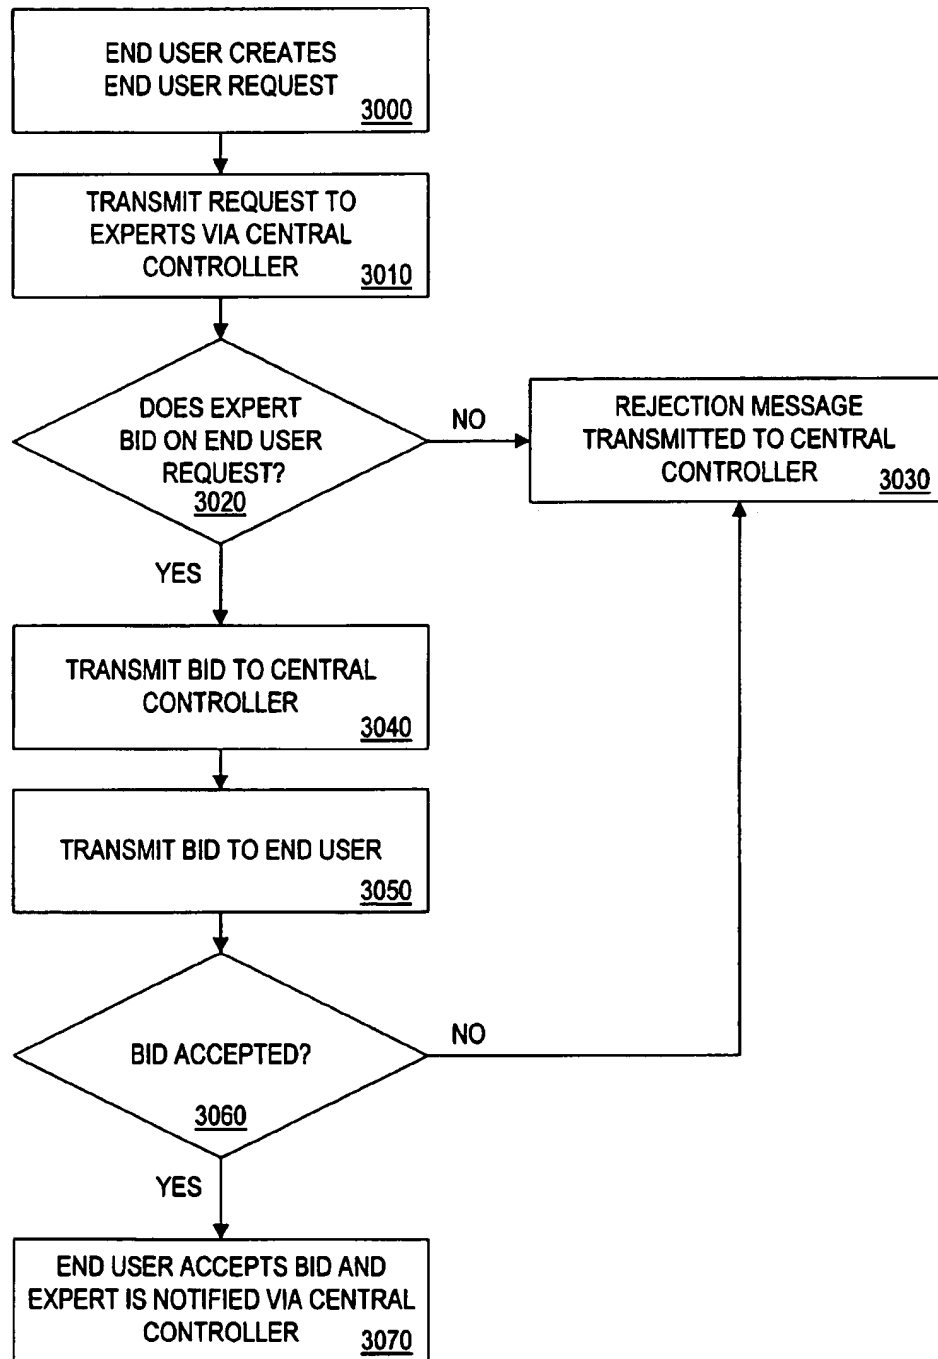 END USER CREATES
END USER REQUEST
3000
TRANSMIT REQUEST TO
EXPERTS VIA CENTRAL
CONTROLLER
3010
DOES EXPERT
BID ON END USER
REQUEST?
3020
NO
REJECTION MESSAGE
TRANSMITTED TO CENTRAL
CONTROLLER
3030
YES
TRANSMIT BID TO CENTRAL
CONTROLLER
3040
TRANSMIT BID TO END USER
3050
BID ACCEPTED?
3060
NO
YES
END USER ACCEPTS BID AND
EXPERT IS NOTIFIED VIA CENTRAL
CONTROLLER
3070